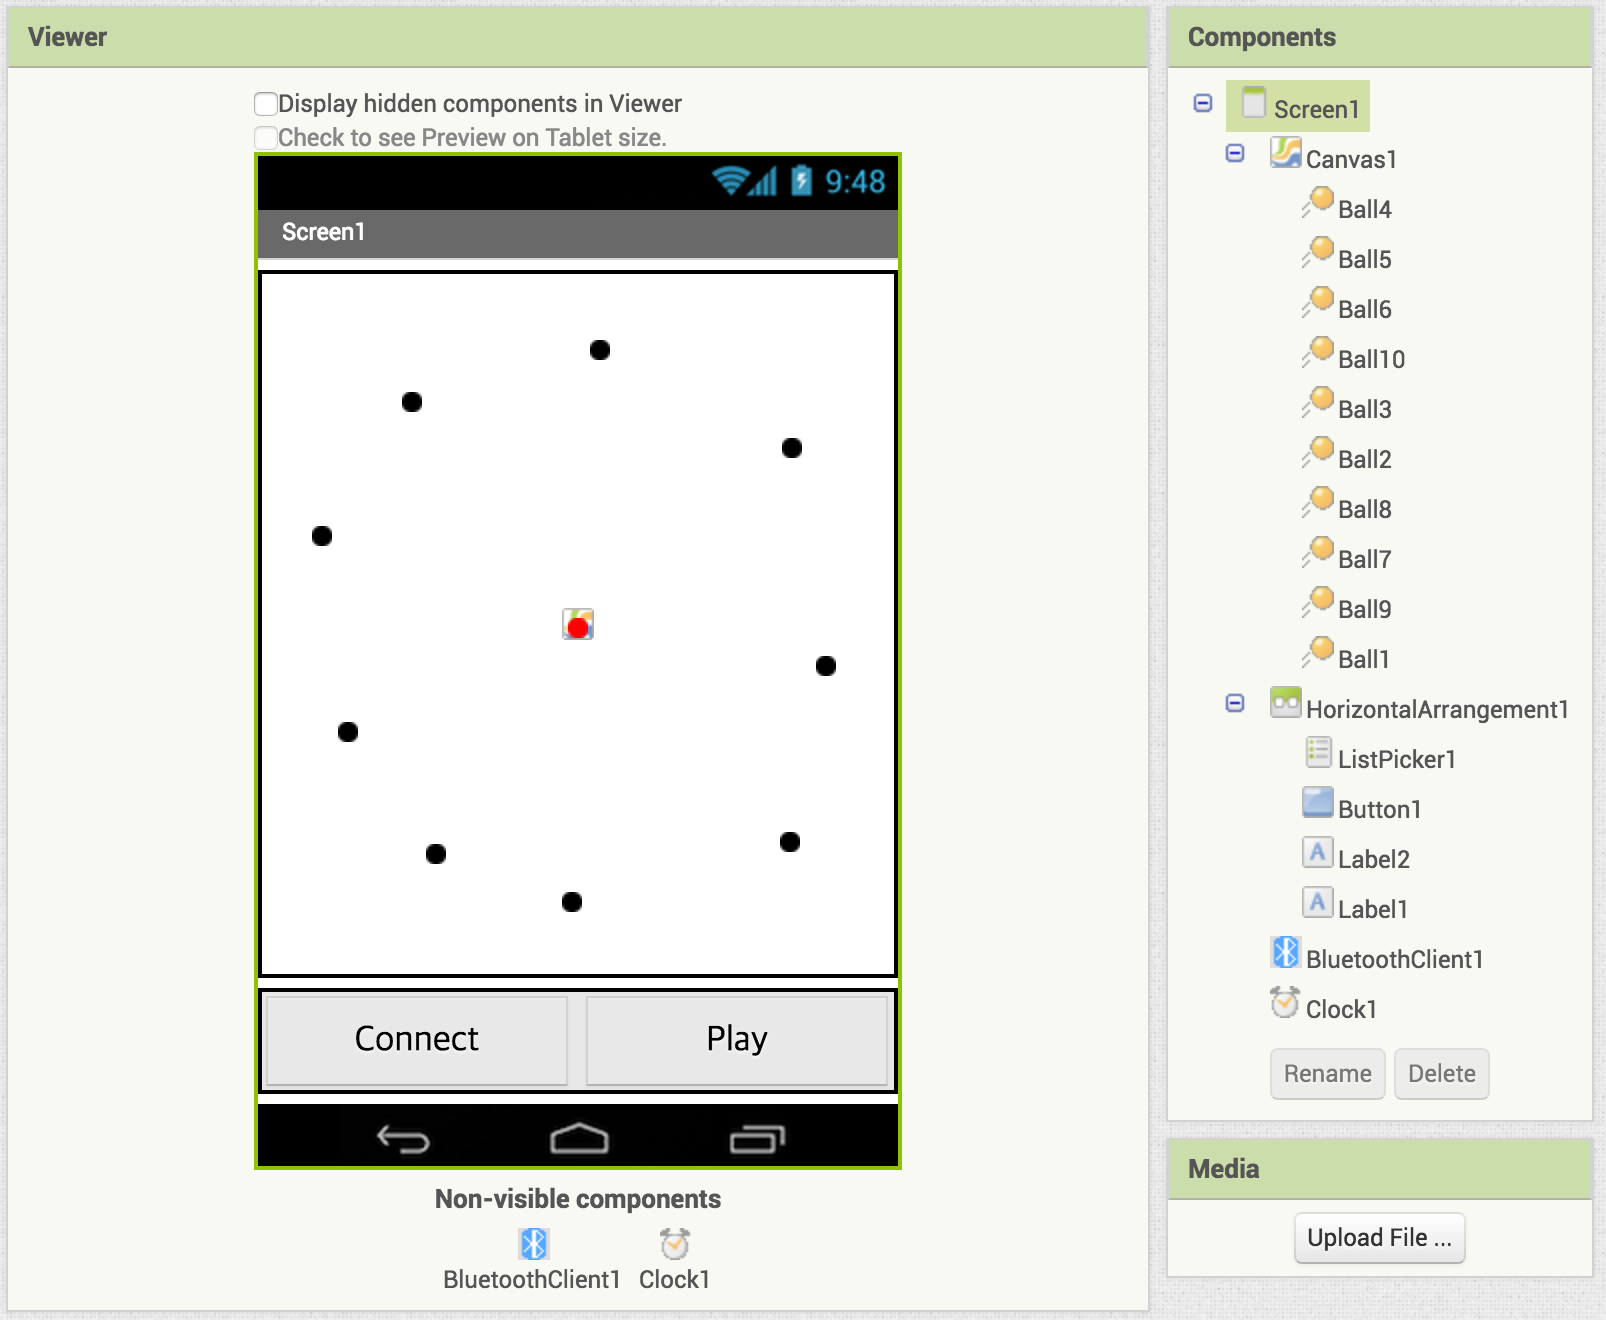 Viewer
Display hidden components in Viewer
Check to see Preview on Tablet size.
9:48
Screen1
Connect
Play
Non-visible components
BluetoothClient1
Clock1
Components
Screen1
Canvas1
Ball4
Ball5
Ball6
Ball10
Ball3
Ball2
Ball8
Ball7
Ball9
Ball1
HorizontalArrangement1
ListPicker1
Button1
A Label2
A Label1
BluetoothClient1
Clock1
Rename
Delete
Media
Upload File ...